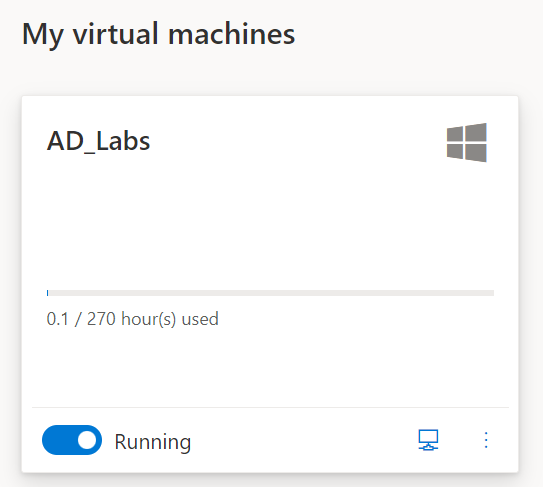 My virtual machines
AD_Labs
0.1 / 270 hour(s) used
Running